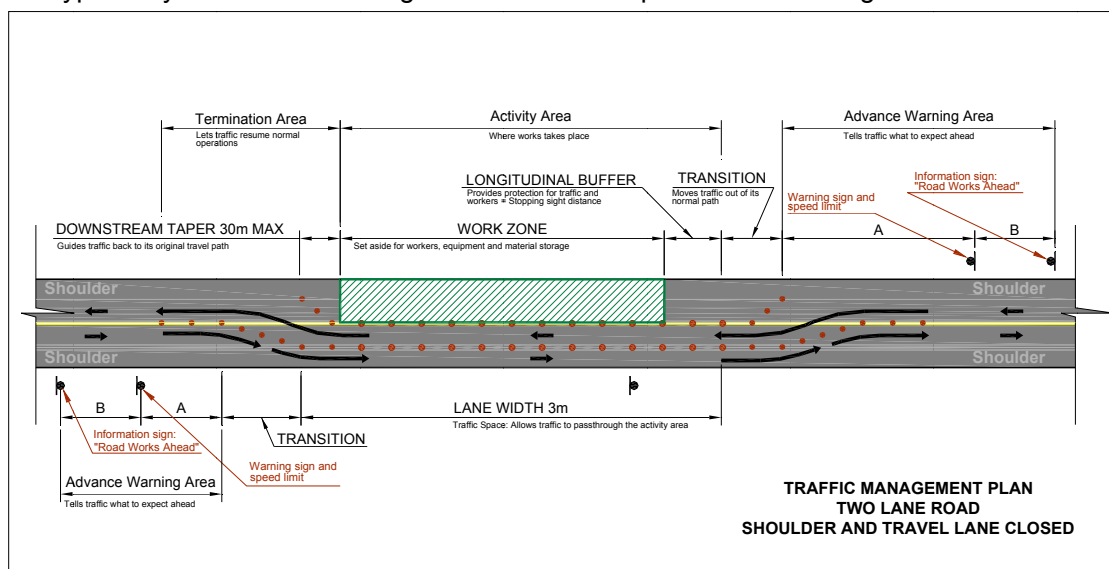 Termination Area
Lets traffic resume normal
operations
Activity Area
Where works takes place
Advance Warning Area
Tells traffic what to expect ahead
LONGITUDINAL BUFFER
Provides protection for traffic and
workers = Stopping sight distance
TRANSITION
Moves traffic out of its
normal path
Information sign:
"Road Works Ahead"
Warning sign and
speed limit
DOWNSTREAM TAPER 30m MAX
Guides traffic back to its original travel path
WORK ZONE
Set aside for workers, equipment and material storage
A
B
Shoulder
Shoulder
Shoulder
Shoulder
B
A
LANE WIDTH 3m
Traffic Space: Allows traffic to passthrough the activity area
TRANSITION
Information sign:
"Road Works Ahead"
Warning sign and
speed limit
Advance Warning Area
Tells traffic what to expect ahead
TRAFFIC MANAGEMENT PLAN
TWO LANE ROAD
SHOULDER AND TRAVEL LANE CLOSED